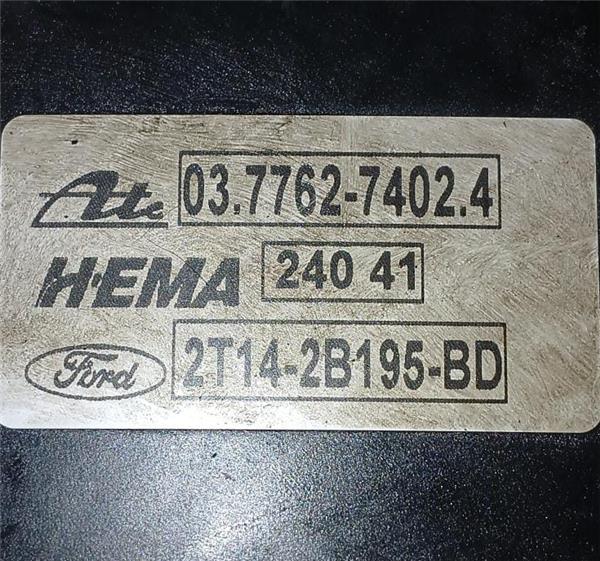 Ate 03.7762-7402.4
HEMA 240 41
Ford 2T14-2B195-BD